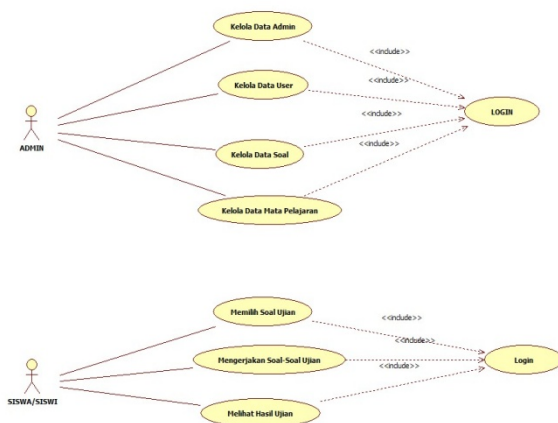 Kelola Data Admin
<<include>>
Kelola Data User
<<include>>
LOGIN
<<include>>
ADMIN
Kelola Data Soal
<<include>>
Kelola Data Mata Pelajaran
Memilih Soal Ujian
<<include>>
<<include>>
Mengerjakan Soal-Soal Ujian
Login
<<include>>
SISWA/SISWI
Melihat Hasil Ujian